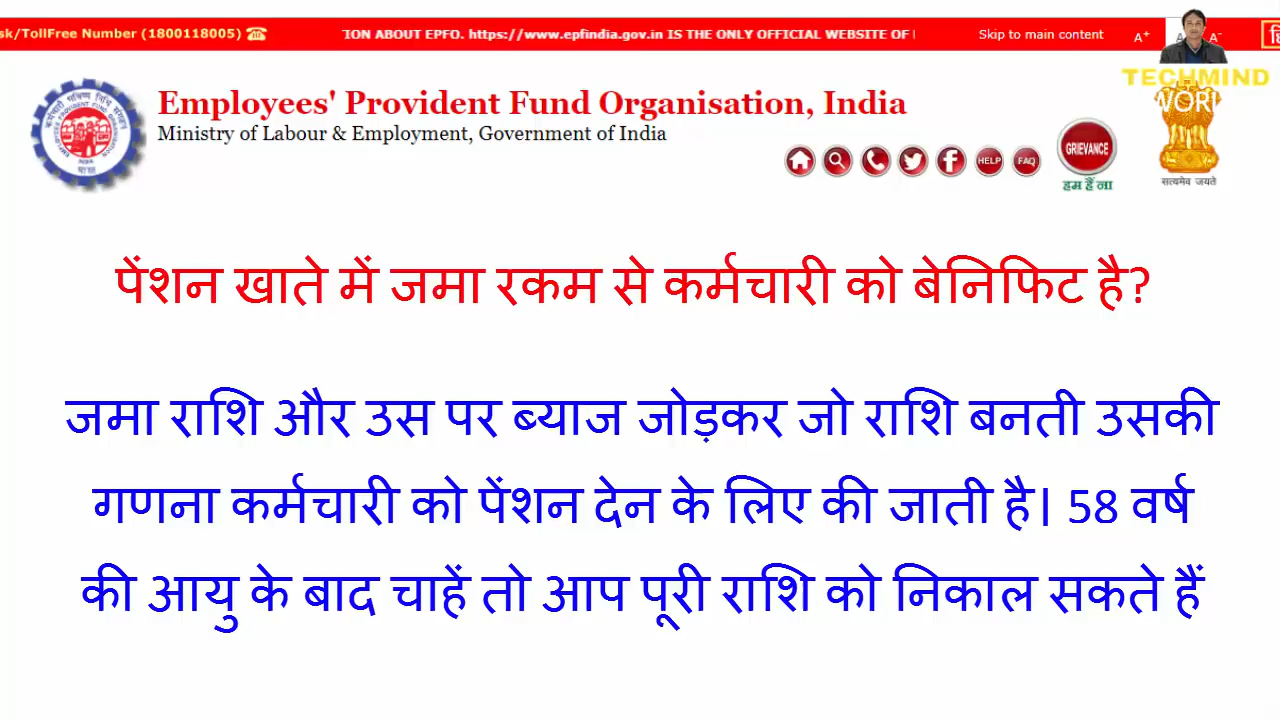 sk/TollFree Number (1800118005)
ION ABOUT EPFO. https://www.epfindia.gov.in IS THE ONLY OFFICIAL WEBSITE OF
Skip to main content
A+
A-
TECHMIND
WORL
Employees' Provident Fund Organisation, India
Ministry of Labour & Employment, Government of India
HELP
FAQ
GRIEVANCE
हम हैं ना
सत्यमेव जयते
पेंशन खाते में जमा रकम से कर्मचारी को बेनिफिट है?
जमा राशि और उस पर ब्याज जोड़कर जो राशि बनती उसकी
गणना कर्मचारी को पेंशन देन के लिए की जाती है। 58 वर्ष
की आयु के बाद चाहें तो आप पूरी राशि को निकाल सकते हैं